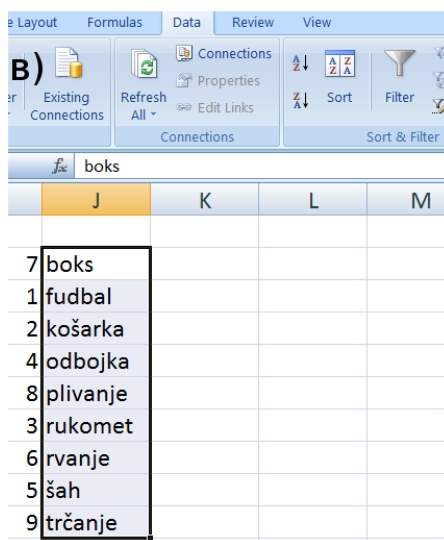 e Layout Formulas Data Review View
B)
Connections
Properties
Edit Links
er Existing Connections
Refresh All
Sort
Filter
Connections
Sort & Filter
fx boks
J K L M
7 boks
1 fudbal
2 košarka
4 odbojka
8 plivanje
3 rukomet
6 rvanje
5 šah
9 trčanje